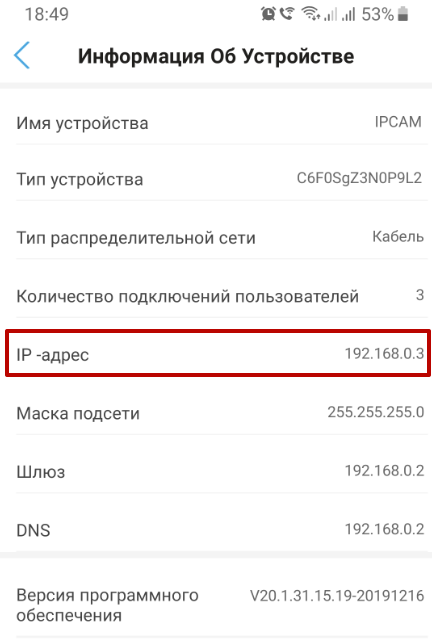 18:49 53%
Информация Об Устройстве
Имя устройства IPCAM
Тип устройства C6F0SgZ3N0P9L2
Тип распределительной сети Кабель
Количество подключений пользователей 3
IP -адрес 192.168.0.3
Маска подсети 255.255.255.0
Шлюз 192.168.0.2
DNS 192.168.0.2
Версия программного V20.1.31.15.19-20191216
обеспечения